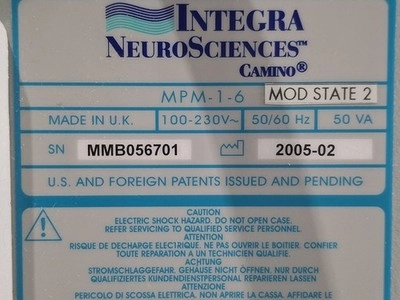 INTEGRA
NEUROSCIENCES™
CAMINO®
MPM-1-6 MOD STATE 2
MADE IN U.K. 100-230V~ 50/60 Hz 50 VA
SN MMB056701 2005-02
U.S. AND FOREIGN PATENTS ISSUED AND PENDING
CAUTION
ELECTRIC SHOCK HAZARD. DO NOT OPEN CASE.
REFER SERVICING TO QUALIFIED SERVICE PERSONNEL.
ATTENTION
RISQUE DE DECHARGE ELEC1RIQUE. NE PAS OUVRIR LE BOITIER.
TOUTE REPARATION A UN TECHNICIEN QUALIFIE
ACHTUNG
STROMSCHLAGGEFAHR. GEHAUSE NICHT OFFNEN. NUR DURCH
QUALIFIZIERTES KUNDENDIENSTPERSONAL REPARIEREN LASSEN
ATTENZIONE
PERICOLO DI SCOSSA ELETTRICA. NON APRIRE LA CASSA. AFFIDARE LE